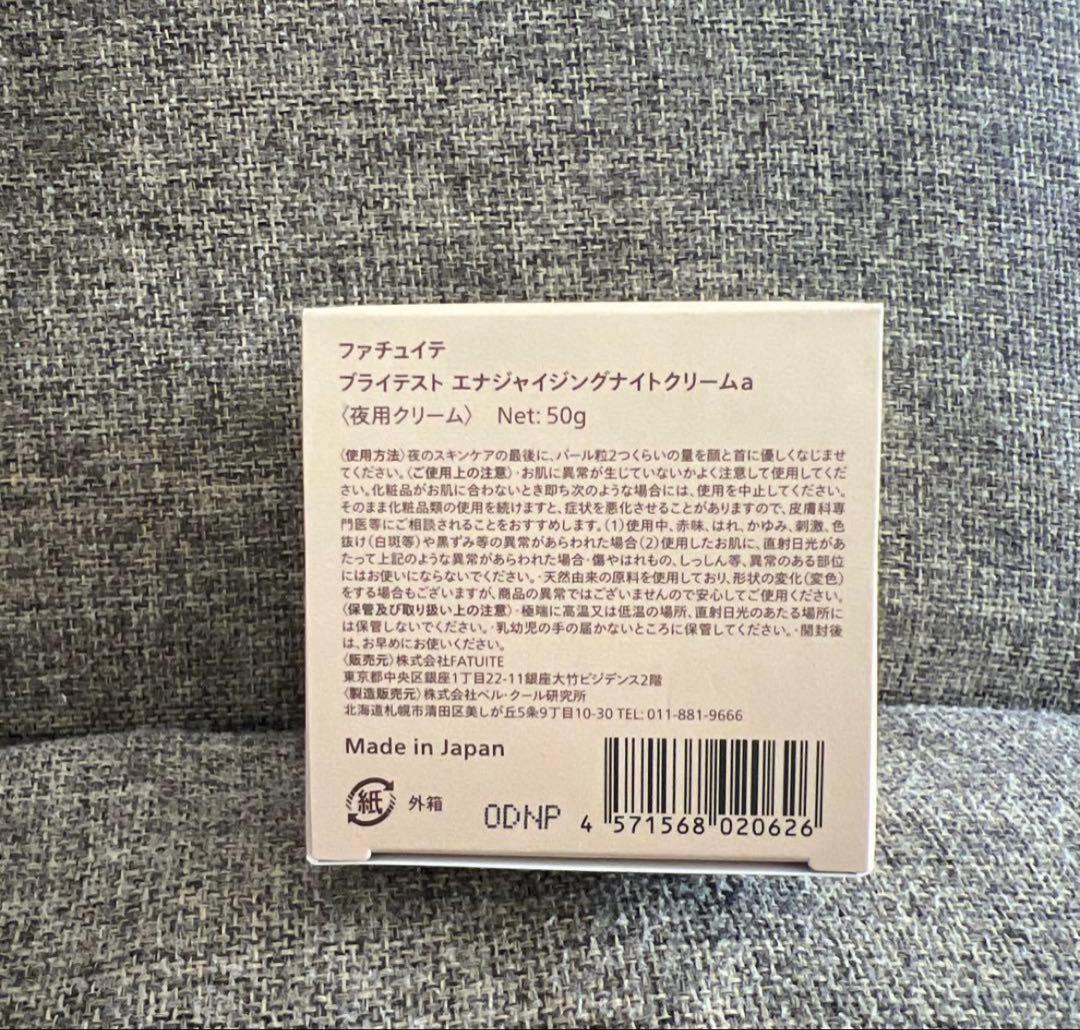 ファチュイテ
ブライテスト エナジャイジングナイトクリームa
〈夜用クリーム〉 Net: 50g
〈使用方法〉夜のスキンケアの最後に、パール粒2つくらいの量を顔と首に優しくなじませ
てください。〈ご使用上の注意〉・お肌に異常が生じていないかよく注意して使用してくだ
さい。化粧品がお肌に合わないとき即ち次のような場合には、使用を中止してください。
そのまま化粧品類の使用を続けますと、症状を悪化させることがありますので、皮膚科専
門医等にご相談されることをおすすめします。(1)使用中、赤味、はれ、かゆみ、刺激、色
抜け(白斑等)や黒ずみ等の異常があらわれた場合(2)使用したお肌に、直射日光があ
たって上記のような異常があらわれた場合・傷やはれもの、しっしん等、異常のある部位
にはお使いにならないでください。・天然由来の原料を使用しており、形状の変化(変色)
をする場合もございますが、商品の異常ではございませんので安心してご使用ください。
〈保管及び取り扱い上の注意〉・極端に高温又は低温の場所、直射日光のあたる場所に
は保管しないでください。・乳幼児の手の届かないところに保管してください。・開封後
は、お早めにお使いください。
〈販売元〉株式会社FATUITE
東京都中央区銀座1丁目22-11銀座大竹ビジデンス2階
〈製造販売元〉株式会社ベル・クール研究所
北海道札幌市清田区美しが丘5条9丁目10-30 TEL: 011-881-9666
Made in Japan
紙 外箱 ODNP 4 571568 020626